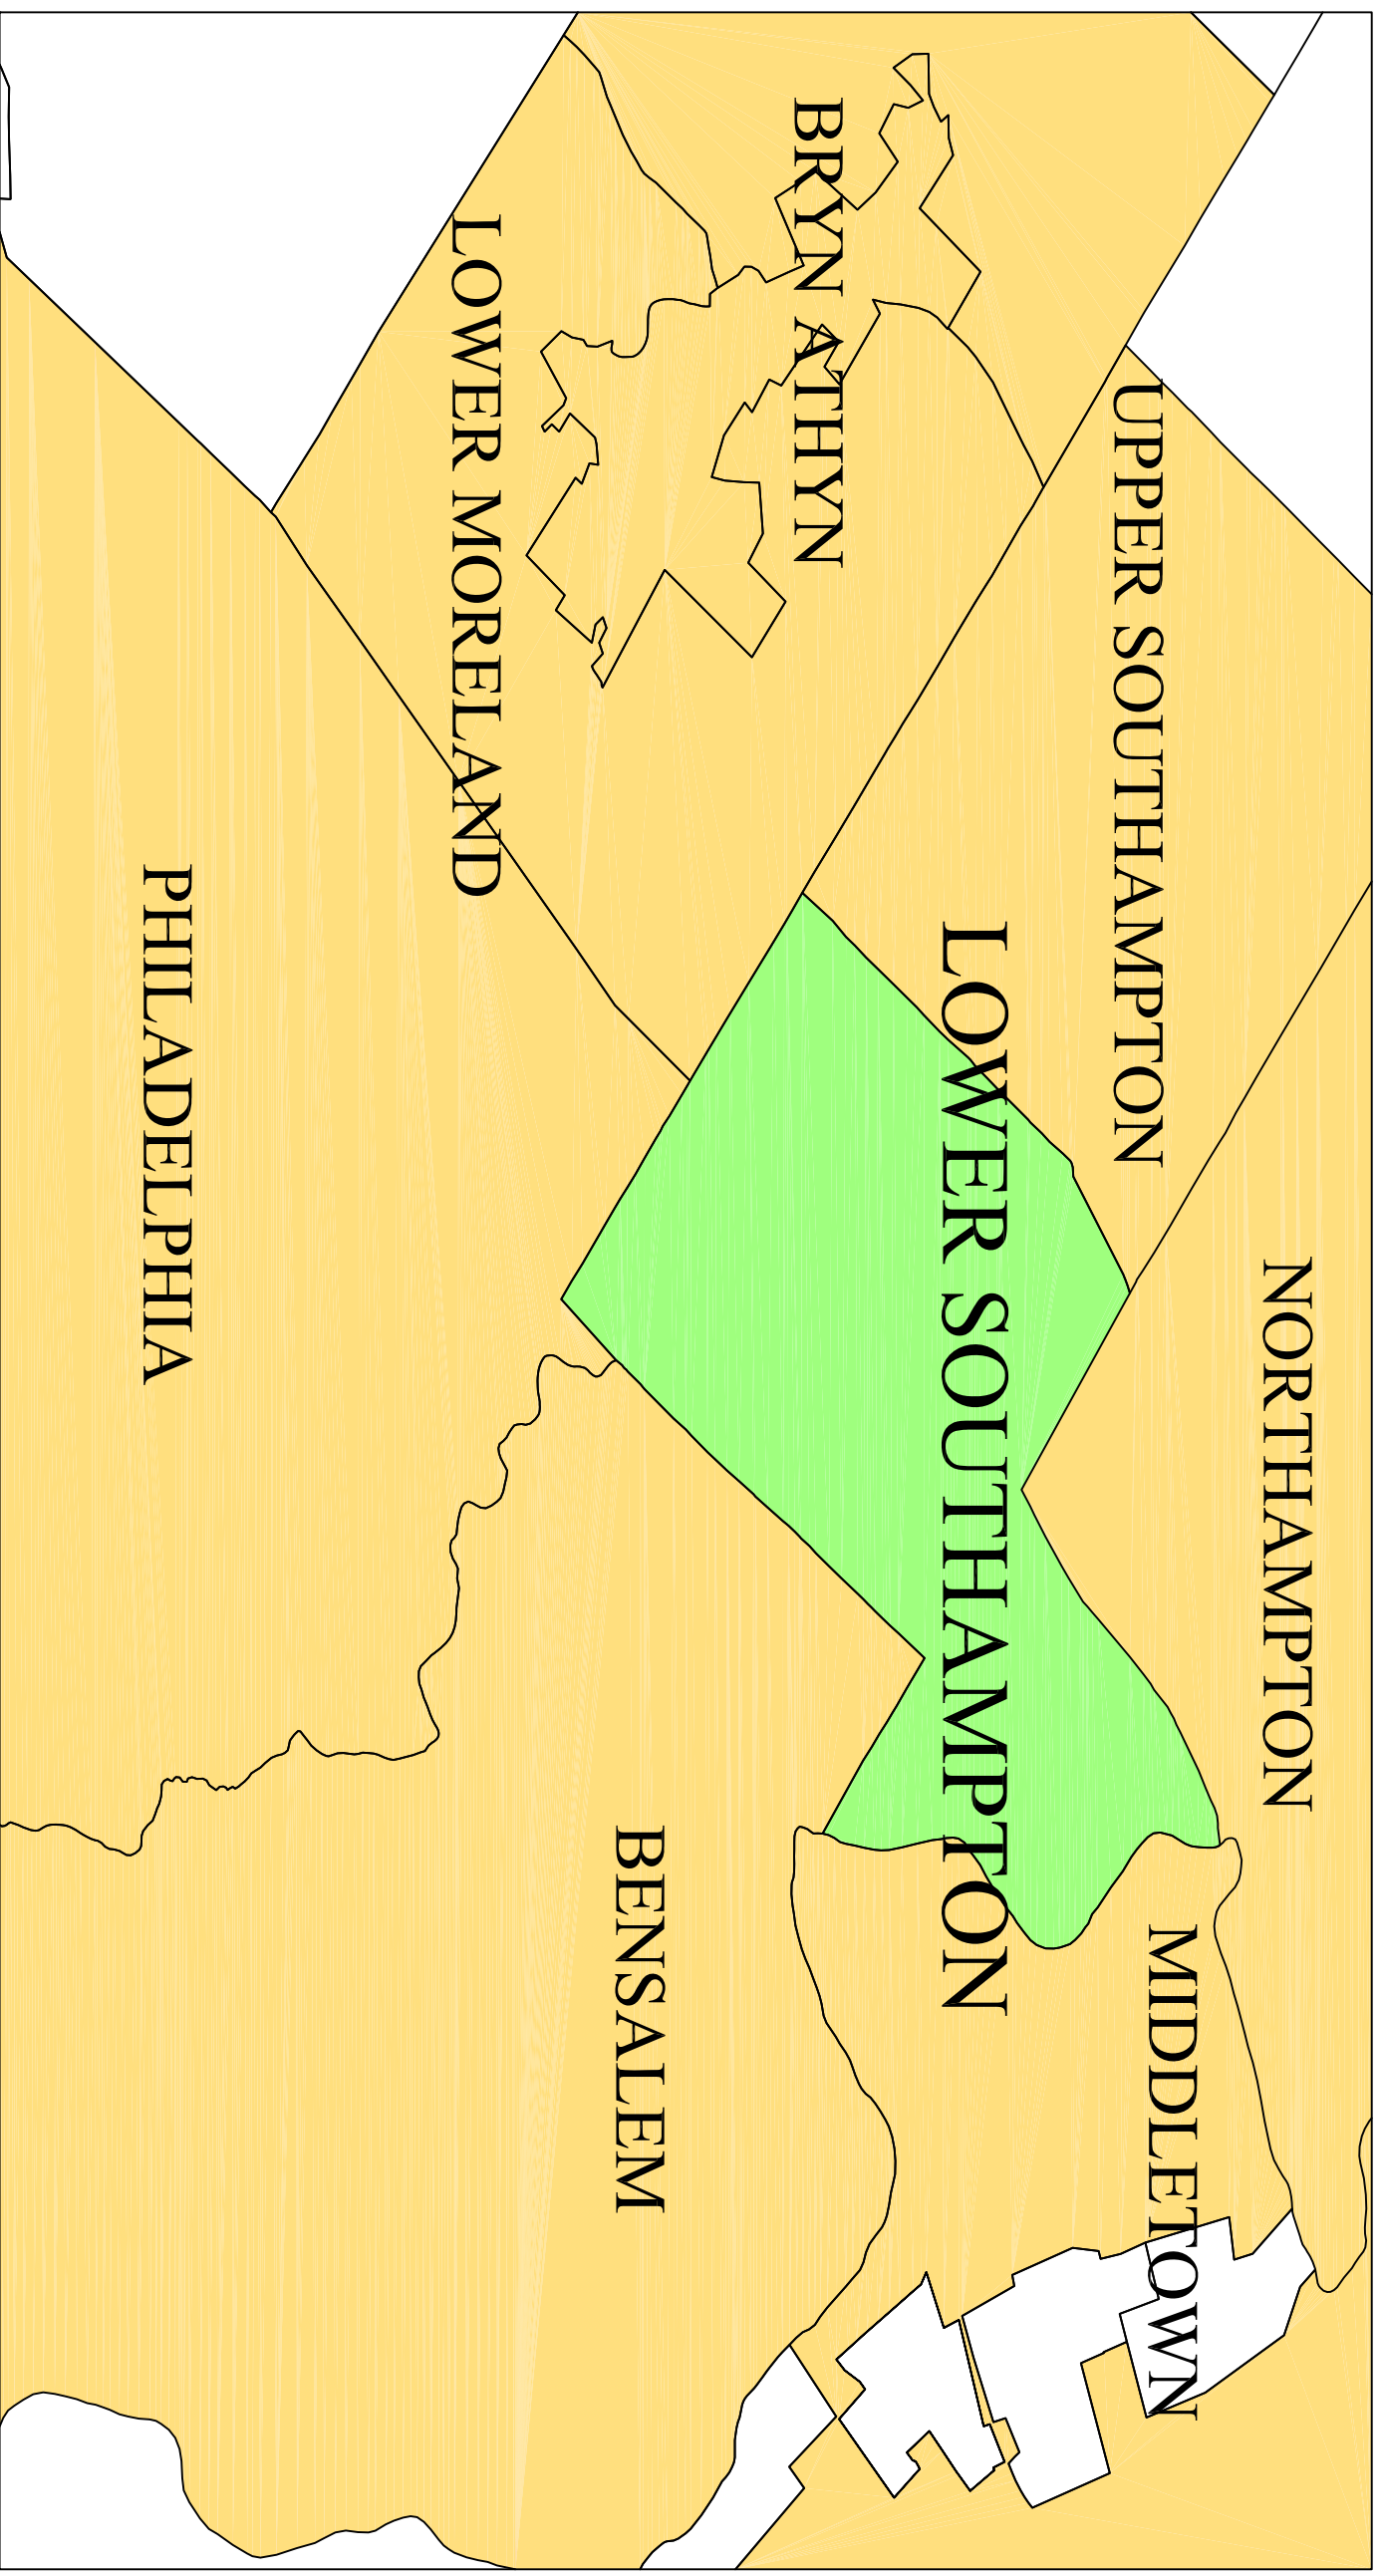 NORTHAMPTON
UPPER SOUTHAMPTON
MIDDLETOWN
LOWER SOUTHAMPTON
BRYN ATHYN
BENSALEM
LOWER MORELAND
PHILADELPHIA